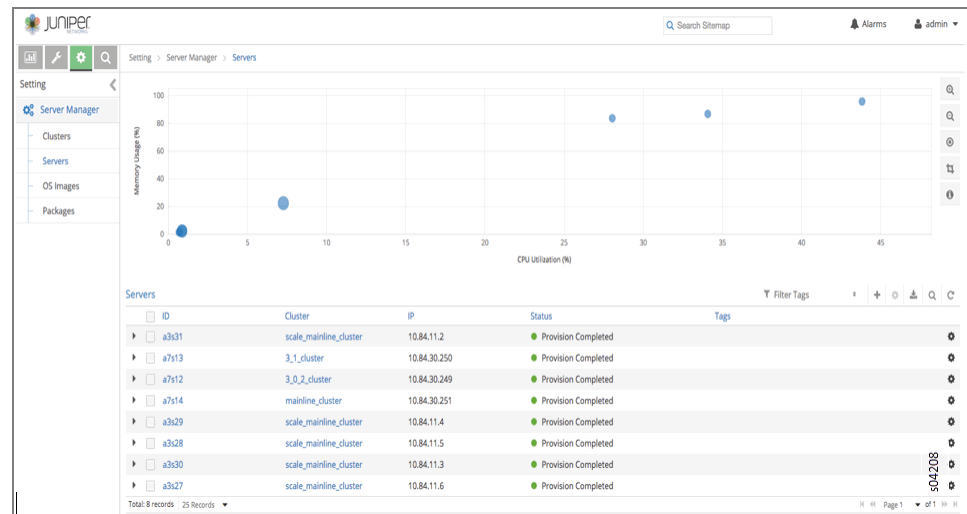 JUNIPER
NETWORKS
Search Sitemap
Alarms
admin
Setting > Server Manager > Servers
Setting
Server Manager
Clusters
Servers
OS Images
Packages
Memory Usage (%)
100
80
60
40
20
0
0 5 10 15 20 25 30 35 40 45
CPU Utilization (%)
Servers
Filter Tags
ID Cluster IP Status Tags
a3s31 scale_mainline_cluster 10.84.11.2 Provision Completed
a7s13 3_1_cluster 10.84.30.250 Provision Completed
a7s12 3_0_2_cluster 10.84.30.249 Provision Completed
a7s14 mainline_cluster 10.84.30.251 Provision Completed
a3s29 scale_mainline_cluster 10.84.11.4 Provision Completed
a3s28 scale_mainline_cluster 10.84.11.5 Provision Completed
a3s30 scale_mainline_cluster 10.84.11.3 Provision Completed
a3s27 scale_mainline_cluster 10.84.11.6 Provision Completed
s04208
Total: 8 records 25 Records
Page 1 of 1